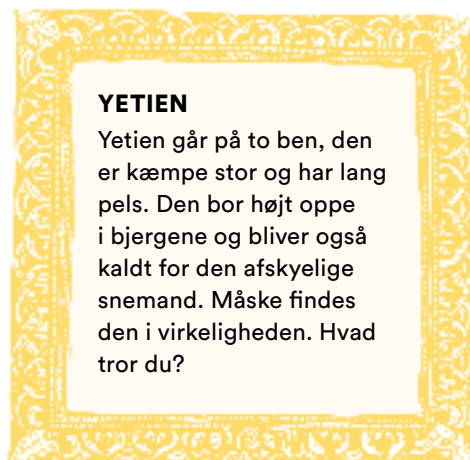 YETIEN
Yetien går på to ben, den
er kæmpe stor og har lang
pels. Den bor højt oppe
i bjergene og bliver også
kaldt for den afskyelige
snemand. Måske findes
den i virkeligheden. Hvad
tror du?